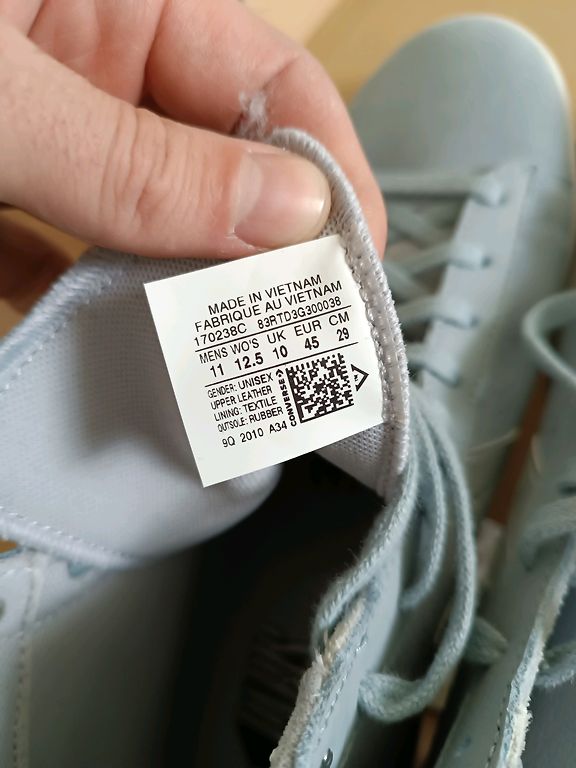 MADE IN VIETNAM
FABRIQUE AU VIETNAM
170238C 83RTD3G300038
MENS WO'S UK EUR CM
11 12.5 10 45 29
GENDER: UNISEX
UPPER LEATHER
LINING: TEXTILE
OUTSOLE: RUBBER
CONVERSE
9Q 2010 A34